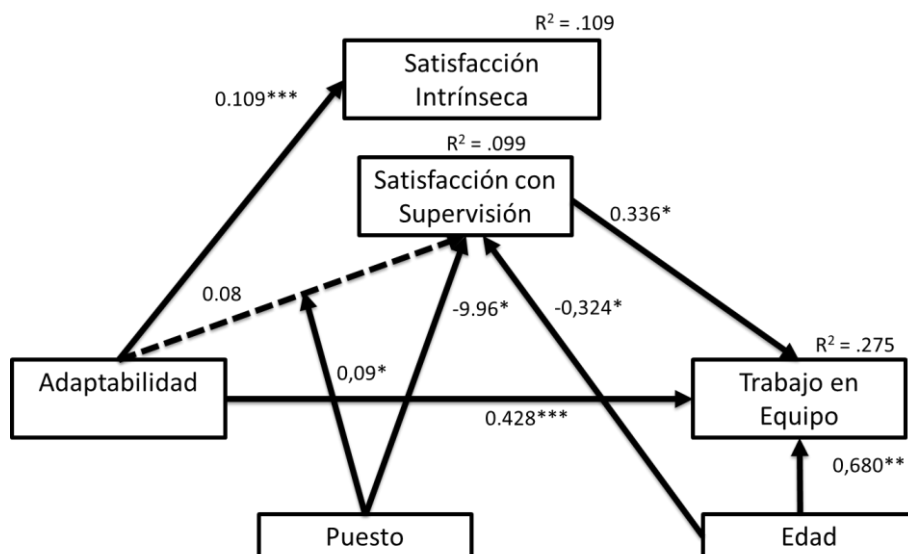 R² = .109
Satisfacción
Intrínseca
0.109***
R² = .099
Satisfacción con
Supervisión
0.336*
0.08
-9.96*
-0,324*
R² = .275
Adaptabilidad
0,09*
Trabajo en
Equipo
0.428***
0,680**
Puesto
Edad